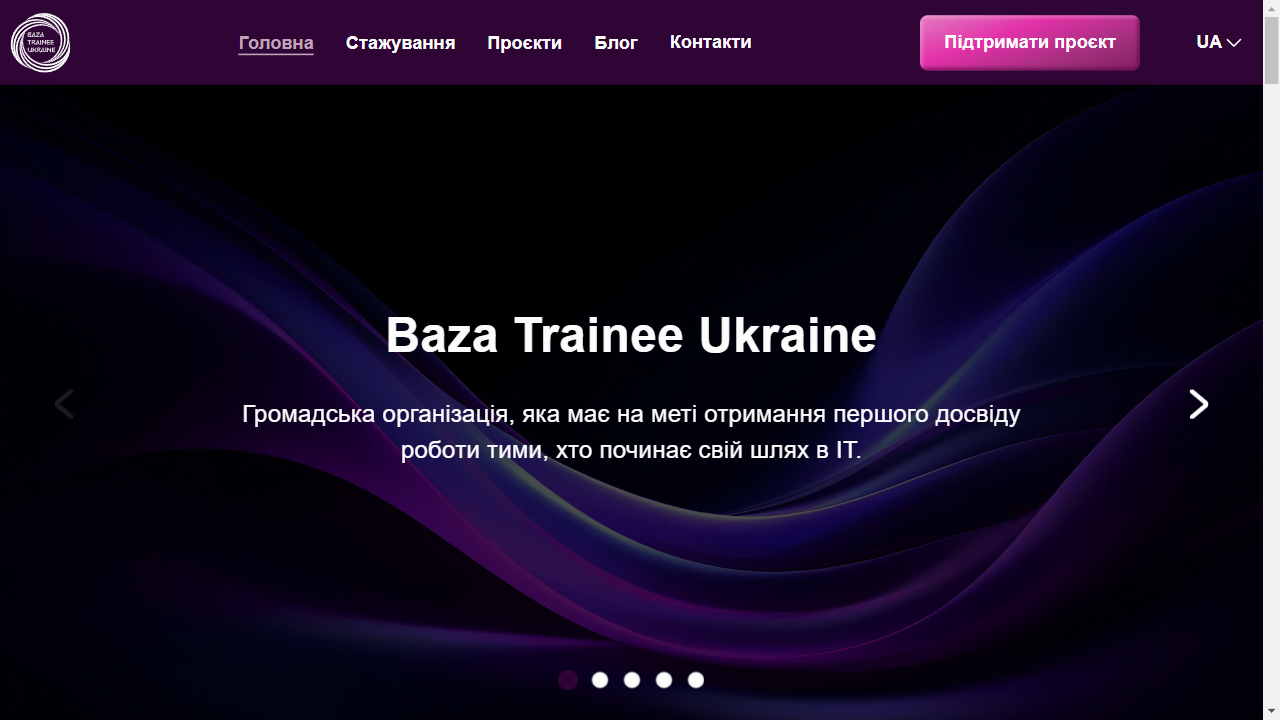 BAZA
TRAINEE
UKRAINE
Головна
Стажування
Проєкти
Блог
Контакти
Підтримати проєкт
UA
Baza Trainee Ukraine
Громадська організація, яка має на меті отримання першого досвіду
роботи тими, хто починає свій шлях в ІТ.